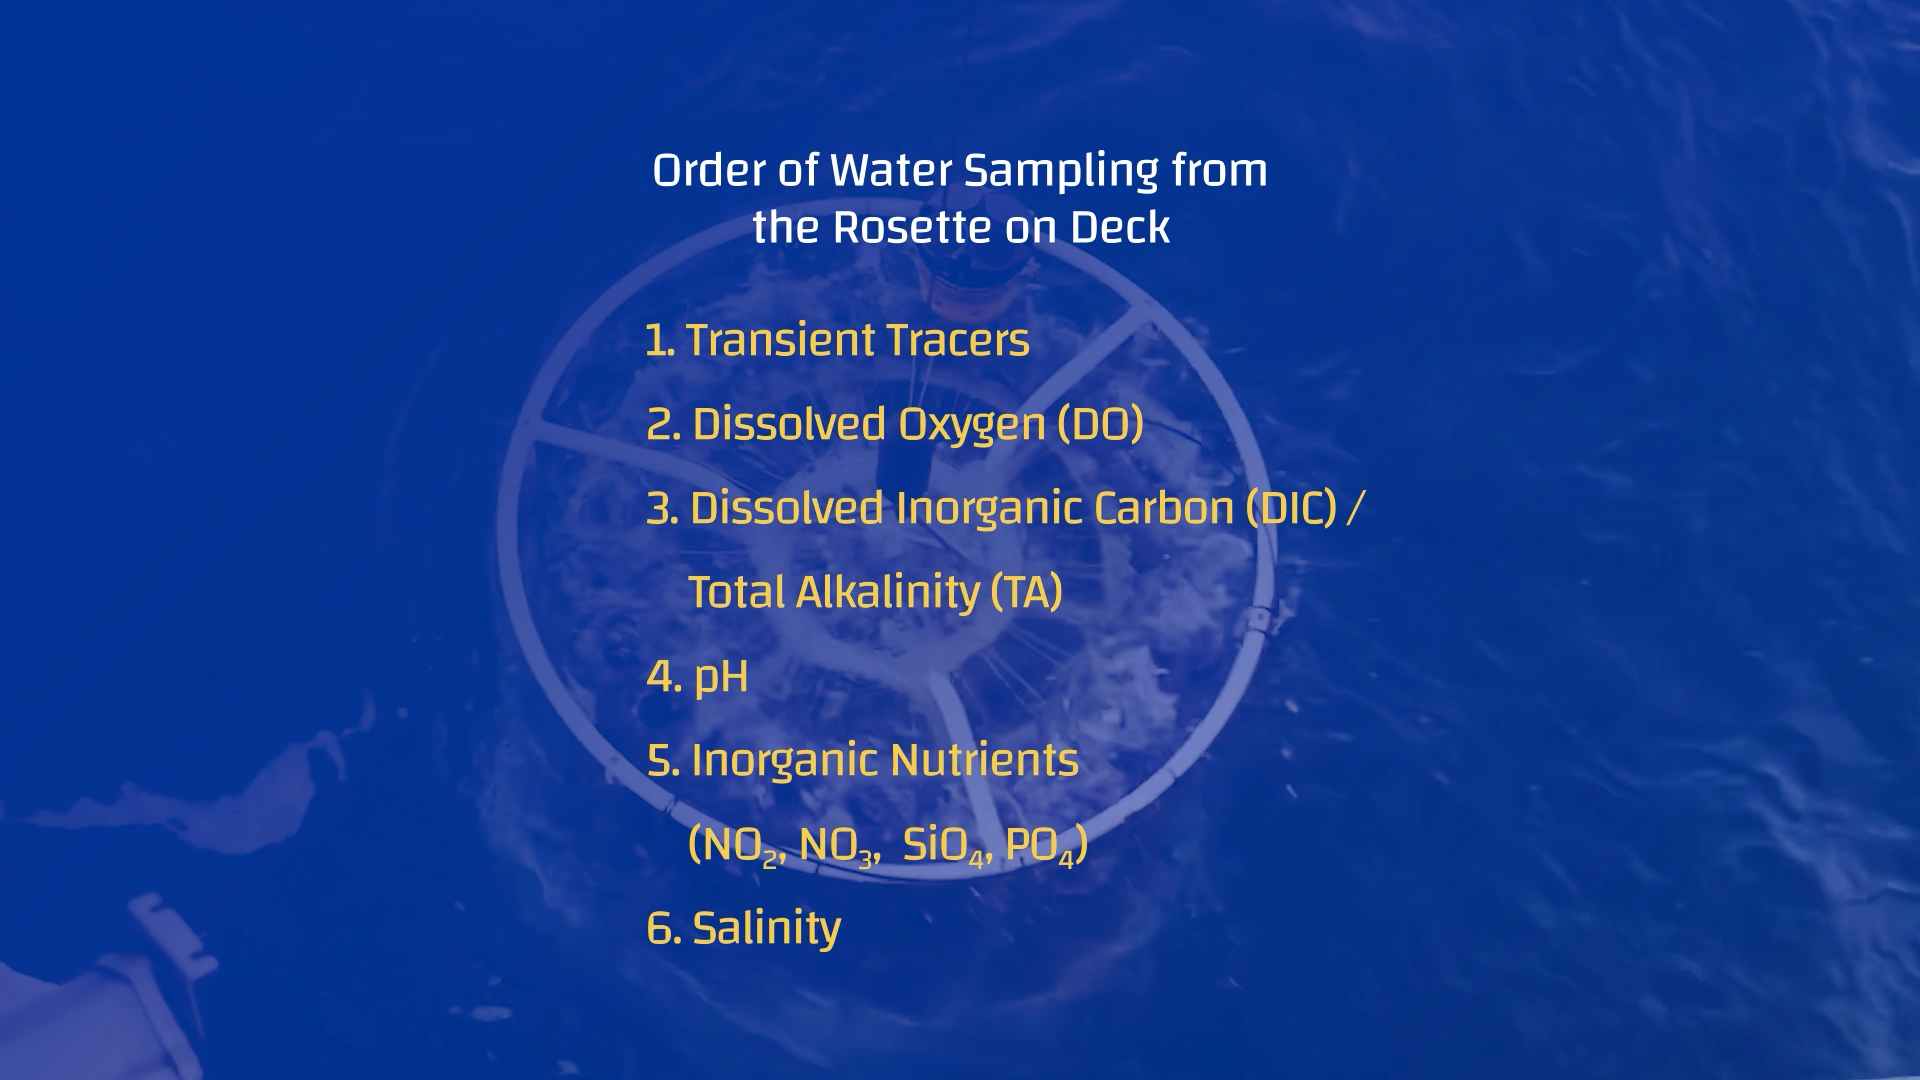 Order of Water Sampling from
the Rosette on Deck
1. Transient Tracers
2. Dissolved Oxygen (DO)
3. Dissolved Inorganic Carbon (DIC) /
Total Alkalinity (TA)
4. pH
5. Inorganic Nutrients
(NO₂, NO₃, SiO₄, PO₄)
6. Salinity